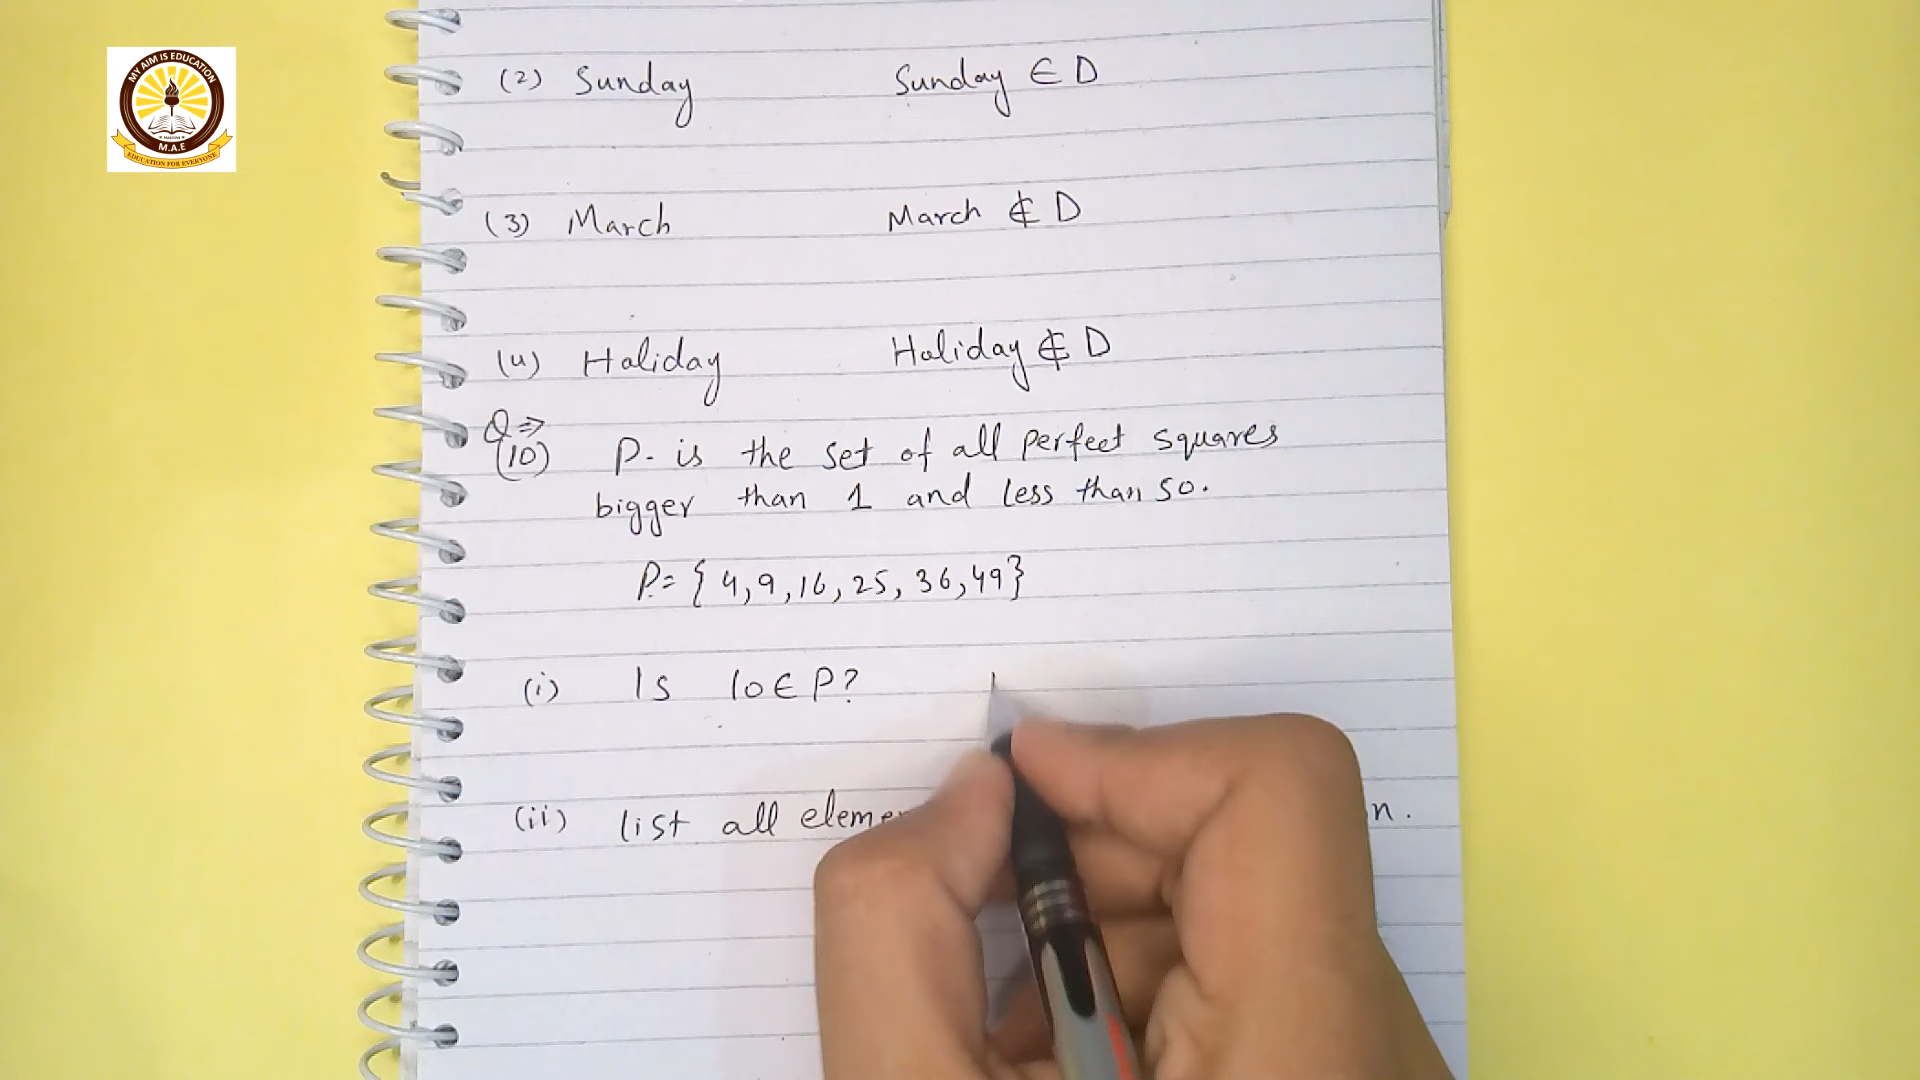 MY AIM IS EDUCATION
M.A.E
EDUCATION FOR EVERYONE
(2) Sunday Sunday ∈ D
(3) March March ∉ D
(4) Haliday Haliday ∉ D
Q ⇒
(10) P- is the set of all perfect squares
bigger than 1 and less than 50.
P = { 4, 9, 16, 25, 36, 49}
(i) Is 10 ∈ P?
(ii) list all